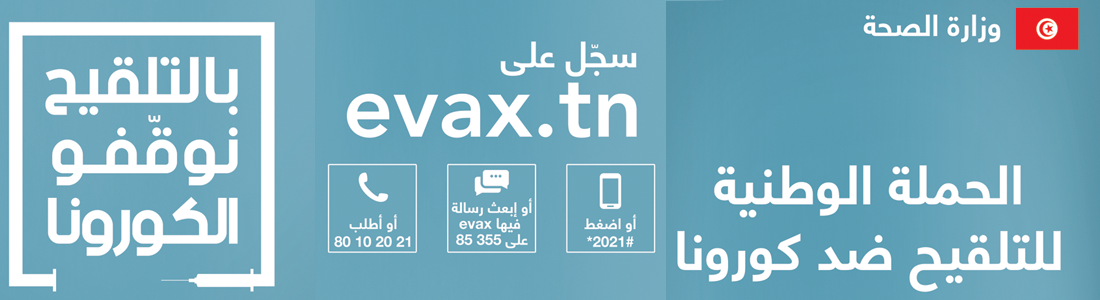 وزارة الصحة
الحملة الوطنية
للتلقيح ضد كورونا
سجّل على
evax.tn
أو اضغط
*2021#
أو إبعث رسالة
فيها evax
على 355 85
أو أطلب
80 10 20 21
بالتلقيح
نوقّفو
الكورونا